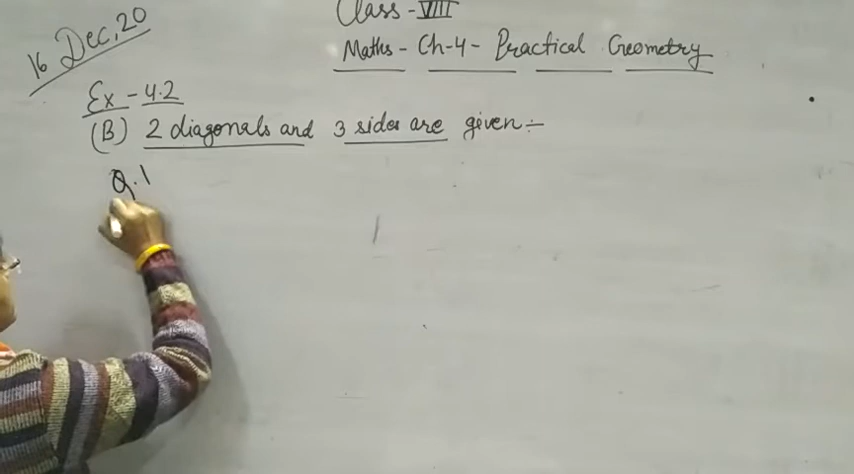 16 Dec, 20
Class - VIII
Maths - Ch-4 - Practical Geometry
Ex - 4.2
(B) 2 diagonals and 3 sides are given :-
Q.1